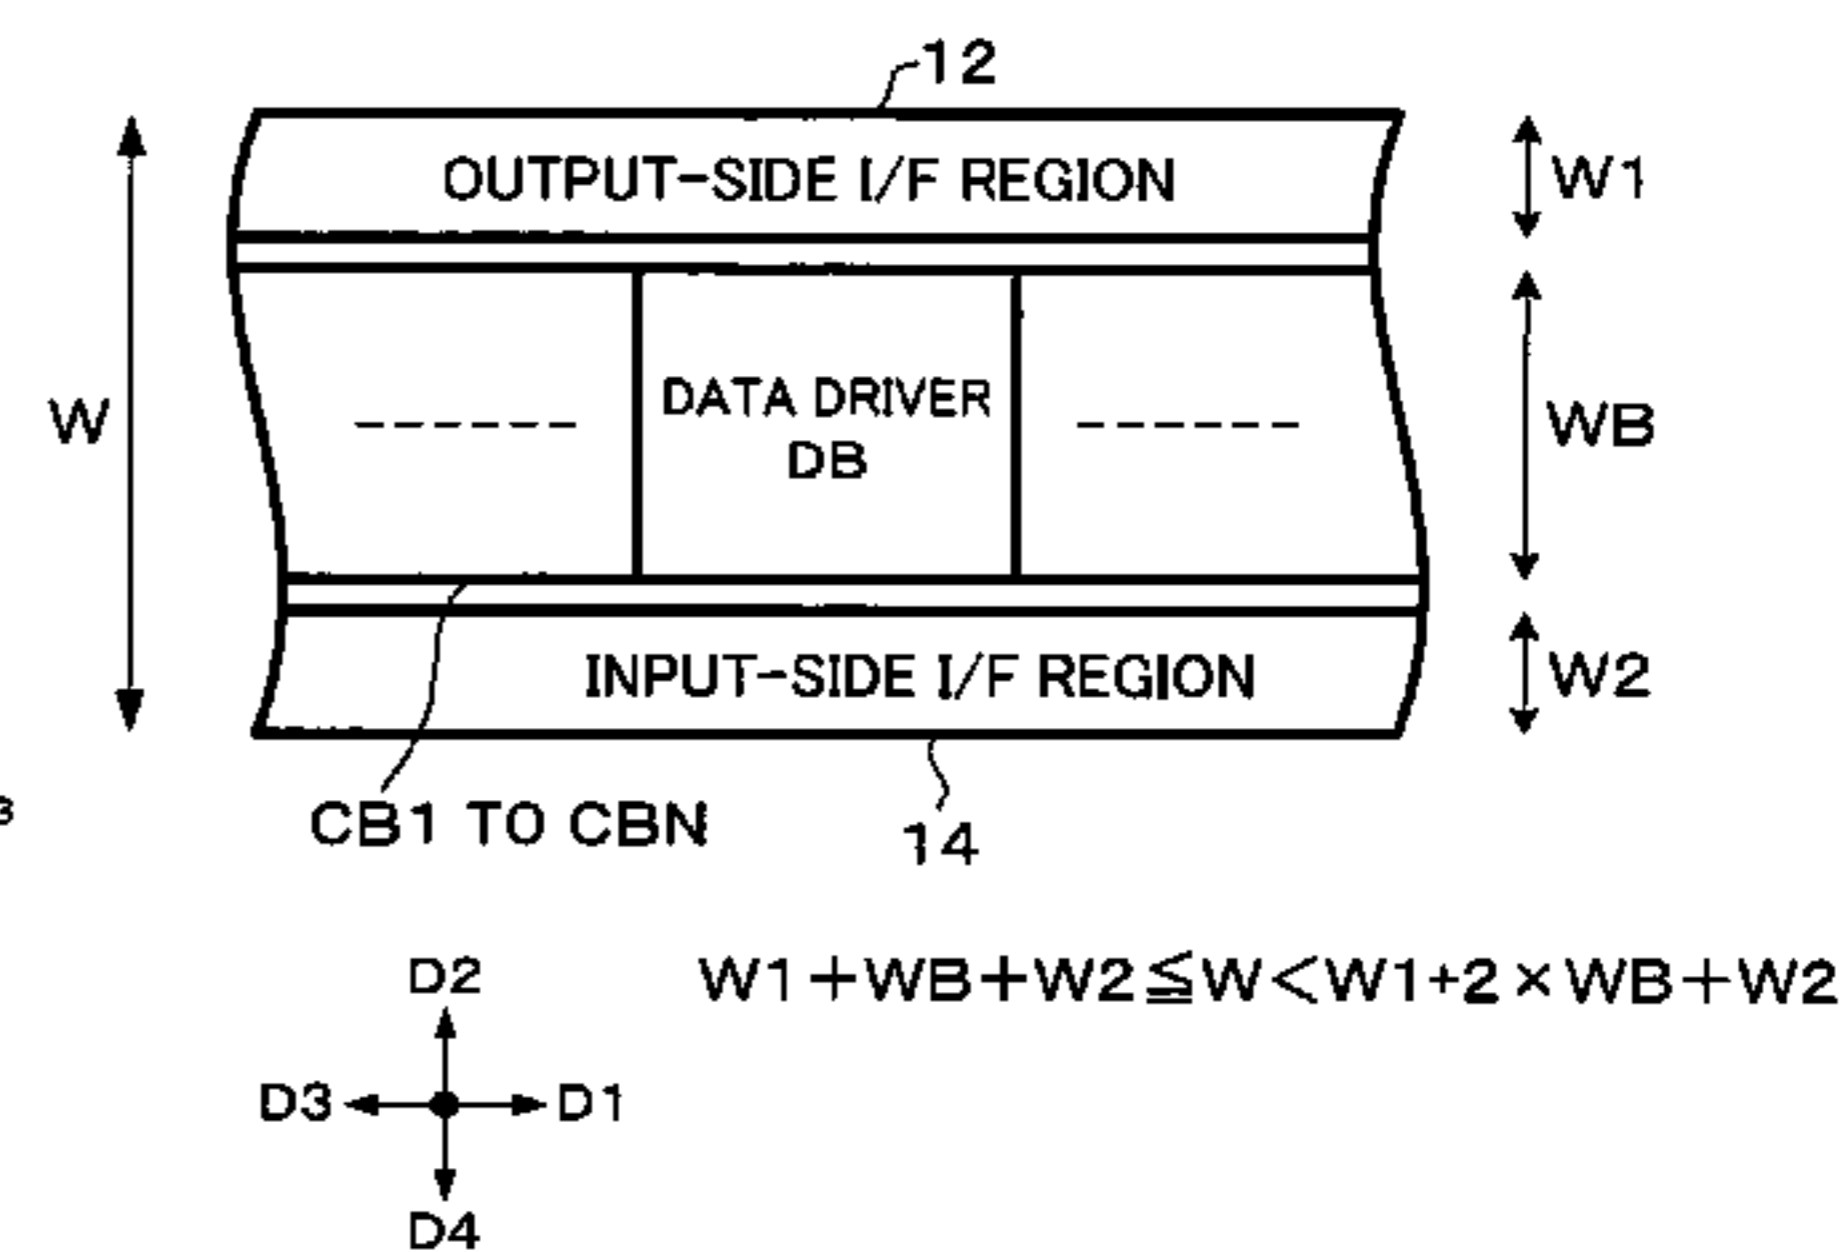 12
OUTPUT-SIDE I/F REGION
W1
W
DATA DRIVER
DB
WB
INPUT-SIDE I/F REGION
W2
3
CB1 TO CBN
14
D2
W1+WB+W2≦W<W1+2×WB+W2
D3
D1
D4